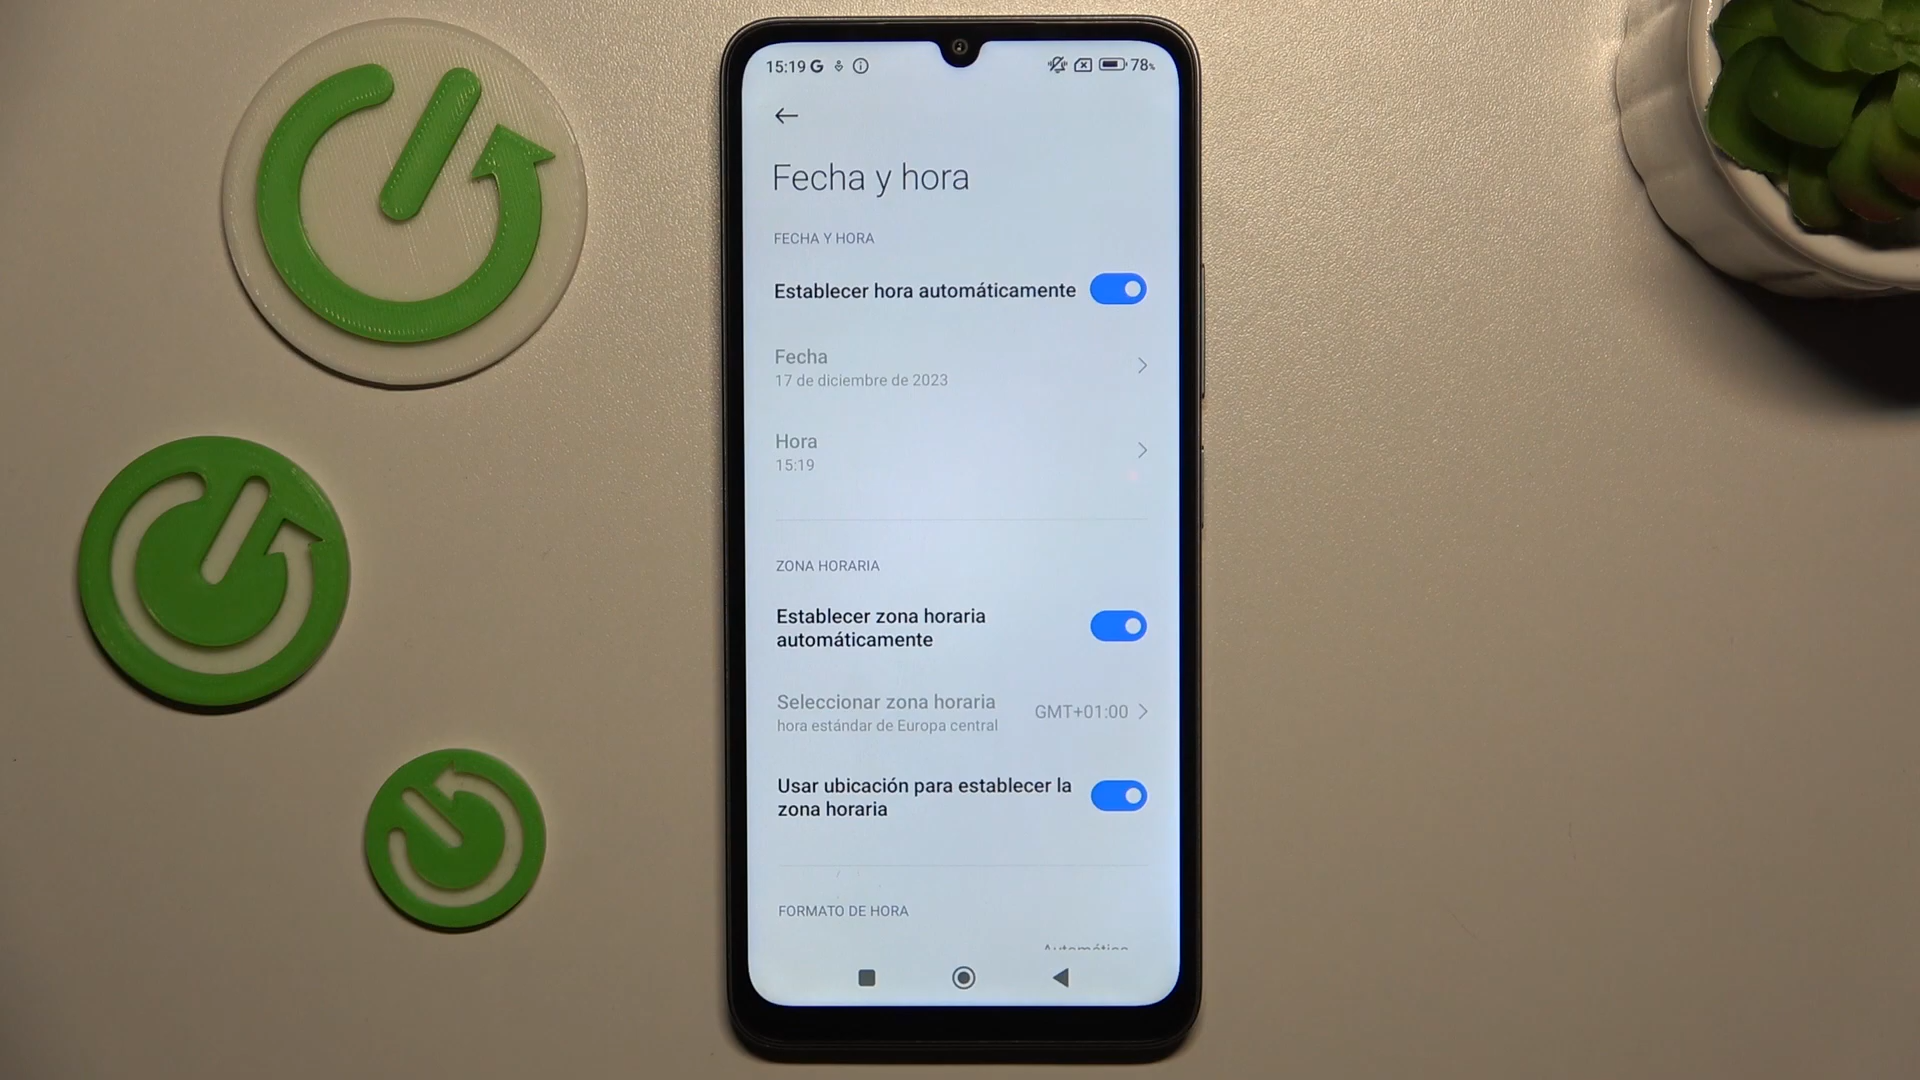 15:19 G
78%
Fecha y hora
FECHA Y HORA
Establecer hora automáticamente
Fecha
17 de diciembre de 2023
Hora
15:19
ZONA HORARIA
Establecer zona horaria
automáticamente
Seleccionar zona horaria
GMT+01:00
hora estándar de Europa central
Usar ubicación para establecer la
zona horaria
FORMATO DE HORA